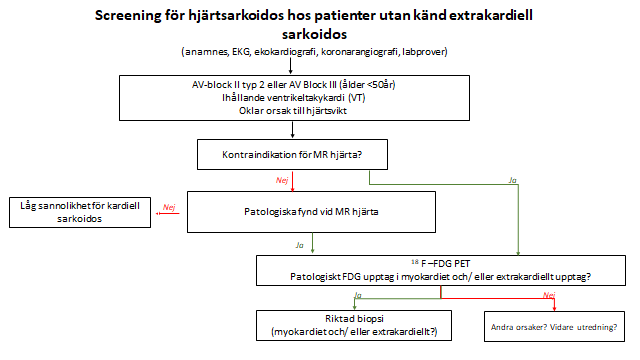 Screening för hjärtsarkoidos hos patienter utan känd extrakardiell
sarkoidos
(anamnes, EKG, ekokardiografi, koronarangiografi, labprover)
AV-block II typ 2 eller AV Block III (ålder <50år)
Ihållande ventrikeltakykardi (VT)
Oklar orsak till hjärtsvikt
Kontraindikation för MR hjärta?
Nej
Ja
Låg sannolikhet för kardiell
sarkoidos
Nej
Patologiska fynd vid MR hjärta
Ja
18 F –FDG PET
Patologiskt FDG upptag i myokardiet och/ eller extrakardiellt upptag?
Ja
Nej
Riktad biopsi
(myokardiet och/ eller extrakardiellt?)
Andra orsaker? Vidare utredning?